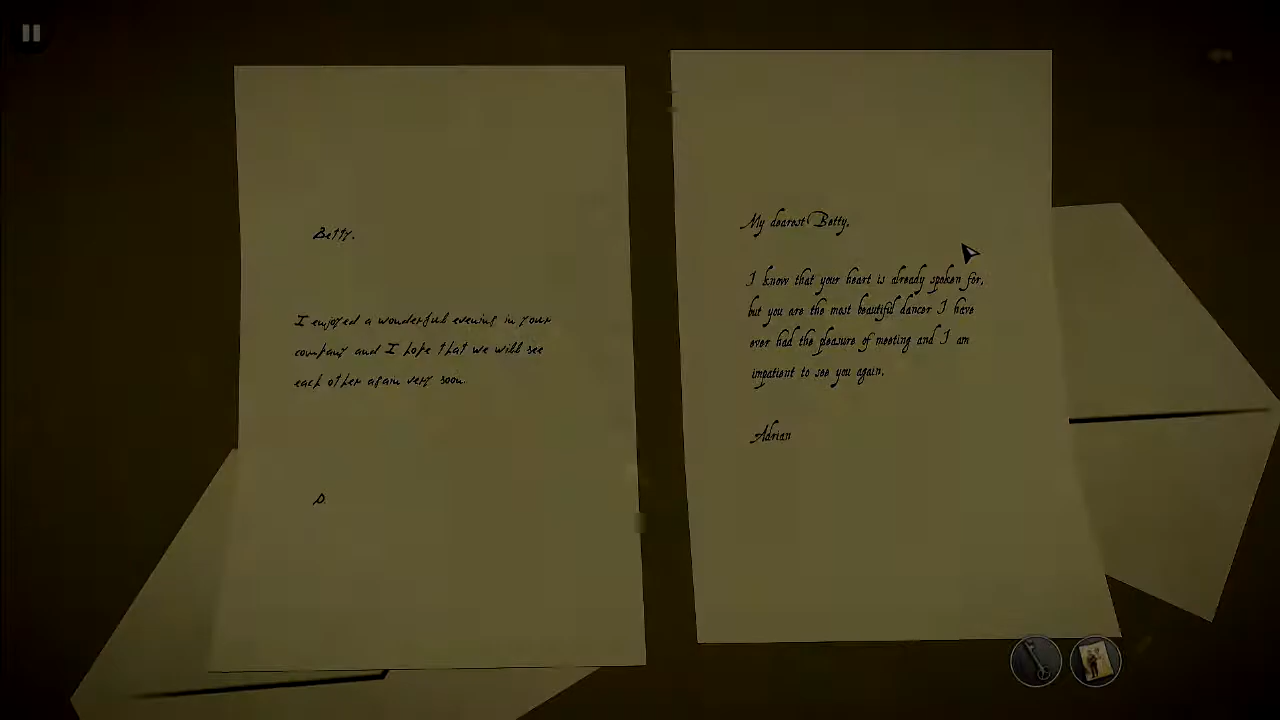 Betty.
I enjoyed a wonderful evening in your
company and I hope that we will see
each other again very soon.
D.
My dearest Betty,
I know that your heart is already spoken for,
but you are the most beautiful dancer I have
ever had the pleasure of meeting and I am
impatient to see you again.
Adrian